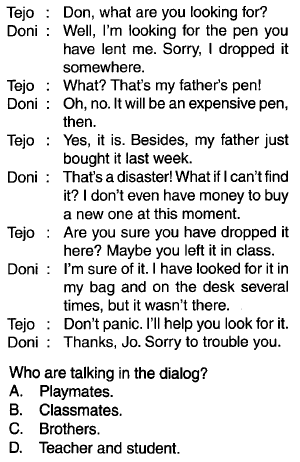 Tejo : Don, what are you looking for?
Doni : Well, I'm looking for the pen you
have lent me. Sorry, I dropped it
somewhere.
Tejo : What? That's my father's pen!
Doni : Oh, no. It will be an expensive pen,
then.
Tejo : Yes, it is. Besides, my father just
bought it last week.
Doni : That's a disaster! What if I can't find
it? I don't even have money to buy
a new one at this moment.
Tejo : Are you sure you have dropped it
here? Maybe you left it in class.
Doni : I'm sure of it. I have looked for it in
my bag and on the desk several
times, but it wasn't there.
Tejo : Don't panic. I'll help you look for it.
Doni : Thanks, Jo. Sorry to trouble you.
Who are talking in the dialog?
A. Playmates.
B. Classmates.
C. Brothers.
D. Teacher and student.